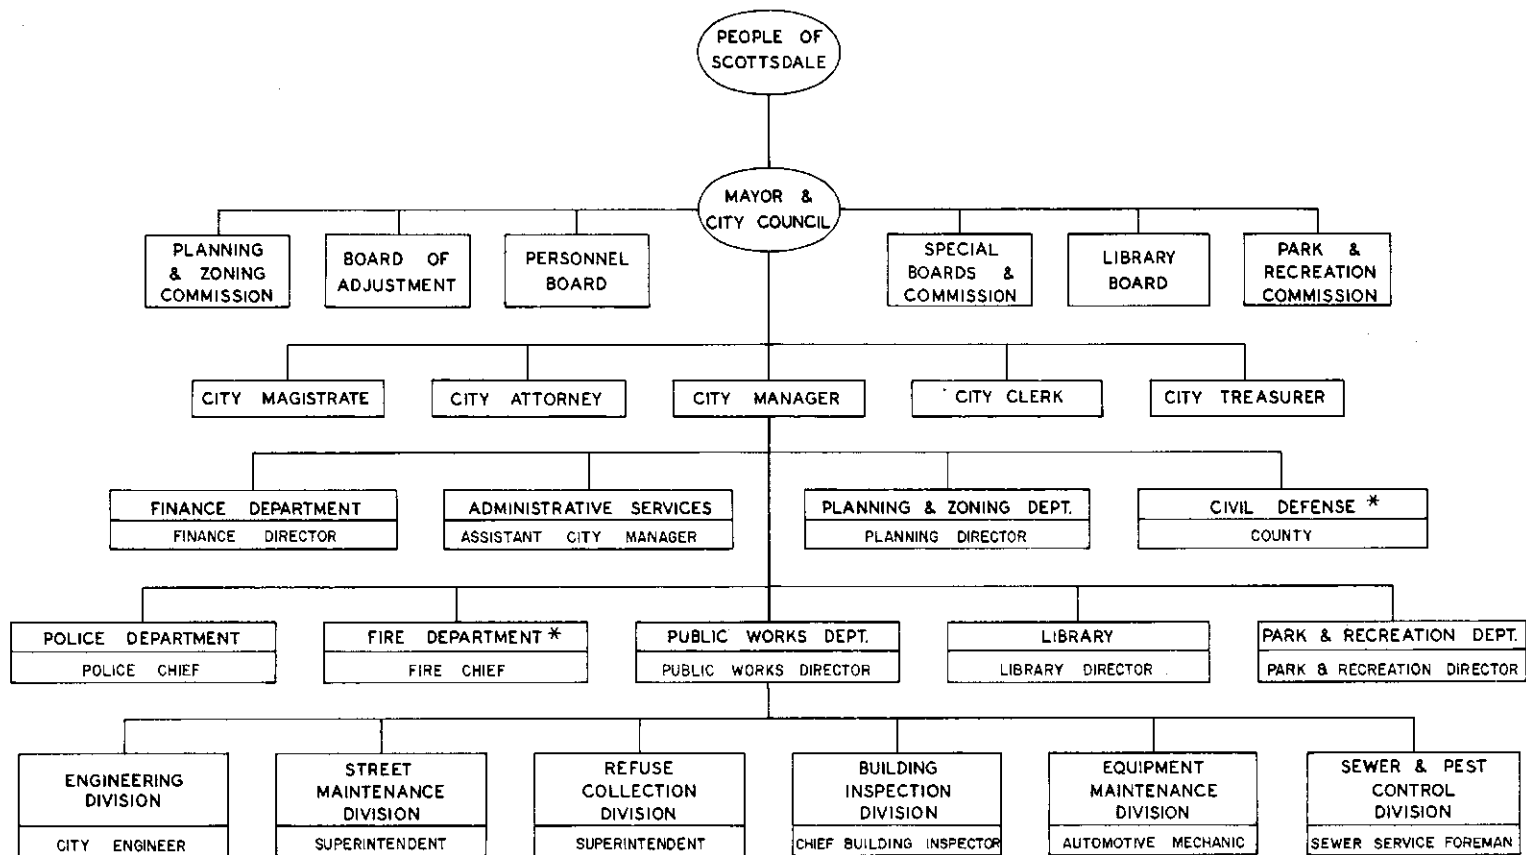 PEOPLE OF
SCOTTSDALE
MAYOR &
CITY COUNCIL
PLANNING
& ZONING
COMMISSION
BOARD OF
ADJUSTMENT
PERSONNEL
BOARD
SPECIAL
BOARDS &
COMMISSION
LIBRARY
BOARD
PARK &
RECREATION
COMMISSION
CITY MAGISTRATE
CITY ATTORNEY
CITY MANAGER
CITY CLERK
CITY TREASURER
FINANCE DEPARTMENT
FINANCE DIRECTOR
ADMINISTRATIVE SERVICES
ASSISTANT CITY MANAGER
PLANNING & ZONING DEPT.
PLANNING DIRECTOR
CIVIL DEFENSE *
COUNTY
POLICE DEPARTMENT
POLICE CHIEF
FIRE DEPARTMENT *
FIRE CHIEF
PUBLIC WORKS DEPT.
PUBLIC WORKS DIRECTOR
LIBRARY
LIBRARY DIRECTOR
PARK & RECREATION DEPT.
PARK & RECREATION DIRECTOR
ENGINEERING
DIVISION
CITY ENGINEER
STREET
MAINTENANCE
DIVISION
SUPERINTENDENT
REFUSE
COLLECTION
DIVISION
SUPERINTENDENT
BUILDING
INSPECTION
DIVISION
CHIEF BUILDING INSPECTOR
EQUIPMENT
MAINTENANCE
DIVISION
AUTOMOTIVE MECHANIC
SEWER & PEST
CONTROL
DIVISION
SEWER SERVICE FOREMAN